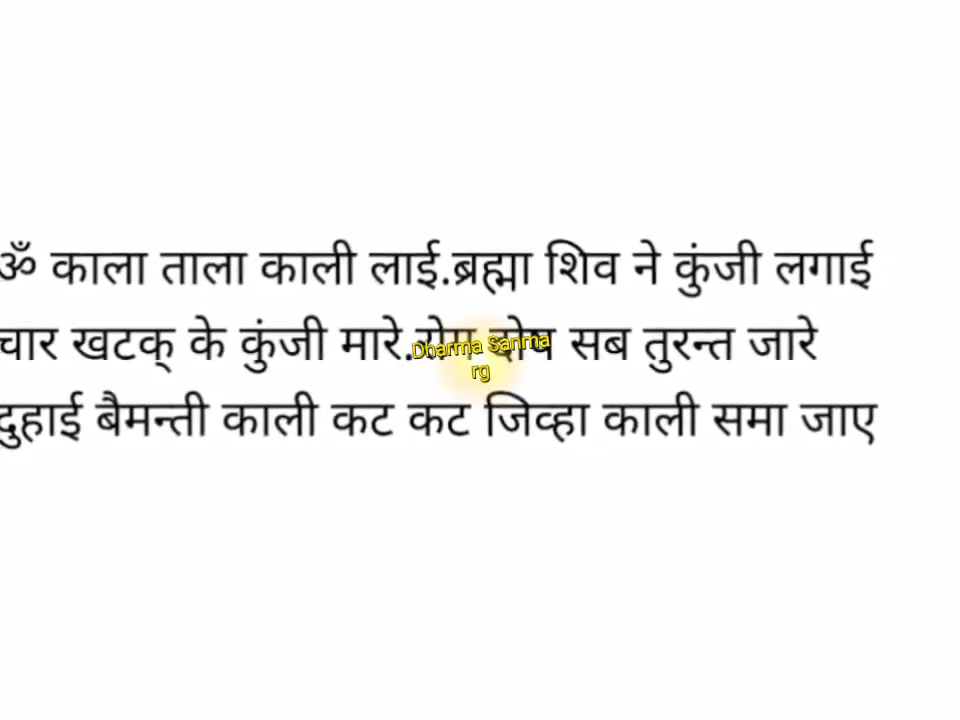 ॐ काला ताला काली लाई.ब्रह्मा शिव ने कुंजी लगाई
चार खटक् के कुंजी मारे.रोग दोष सब तुरन्त जारे
दुहाई बैमन्ती काली कट कट जिव्हा काली समा जाए
Dharma Sanma
rg